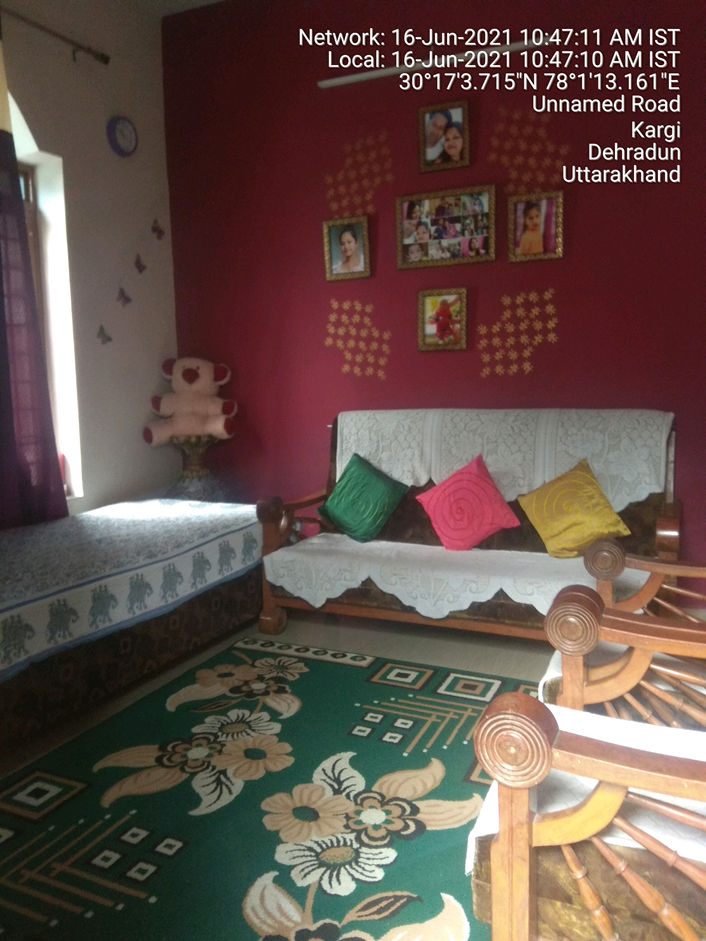 Network: 16-Jun-2021 10:47:11 AM IST
Local: 16-Jun-2021 10:47:10 AM IST
30°17'3.715"N 78°1'13.161"E
Unnamed Road
Kargi
Dehradun
Uttarakhand